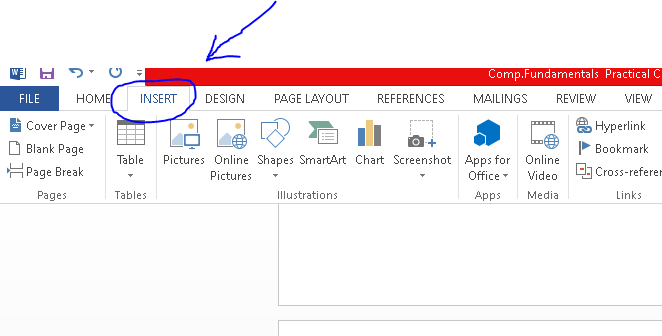 Comp.Fundamentals Practical C
FILE HOME INSERT DESIGN PAGE LAYOUT REFERENCES MAILINGS REVIEW VIEW
Cover Page
Blank Page
Page Break
Pages
Table
Tables
Pictures
Online Pictures
Shapes
SmartArt
Chart
Screenshot
Illustrations
Apps for Office
Apps
Online Video
Media
Hyperlink
Bookmark
Cross-refere
Links